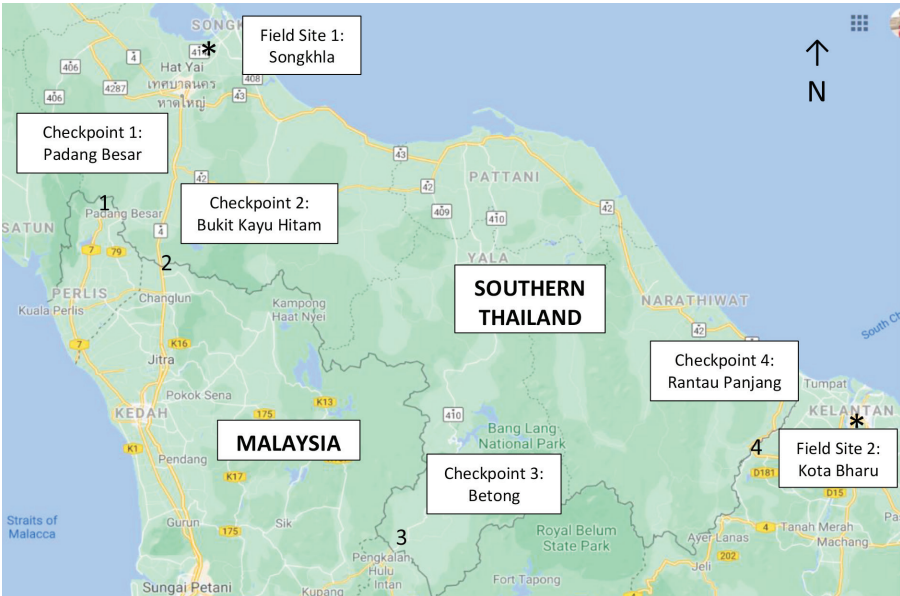 SONGK
*
Field Site 1:
Songkhla
N
4
406
Hat Yai
เทศบาลนคร
หาดใหญ่
408
4287
43
406
Checkpoint 1:
Padang Besar
43
42
42
PATTANI
Checkpoint 2:
Bukit Kayu Hitam
1
Padang Besar
409
410
42
SATUN
4
7
79
2
YALA
SOUTHERN
THAILAND
PERLIS
Kuala Perlis
Changlun
Kampong
Haat Nyei
NARATHIWAT
South Ch
42
7
K16
Jitra
Checkpoint 4:
Rantau Panjang
Pokok Sena
K13
Tumpat
KEDAH
175
410
KELANTAN
*
Bang Lang
National Park
MALAYSIA
K1
Pendang
4
Field Site 2:
Kota Bharu
Checkpoint 3:
Betong
K17
D181
D15
Straits of
Malacca
Gurun
175
Sik
3
Royal Belum
State Park
4
Tanah Merah
Ayer Lanas
Machang
202
Pengkalan
Hulu
Intan
Jeli
Fort Tapong
Sungai Petani
Kupang
4